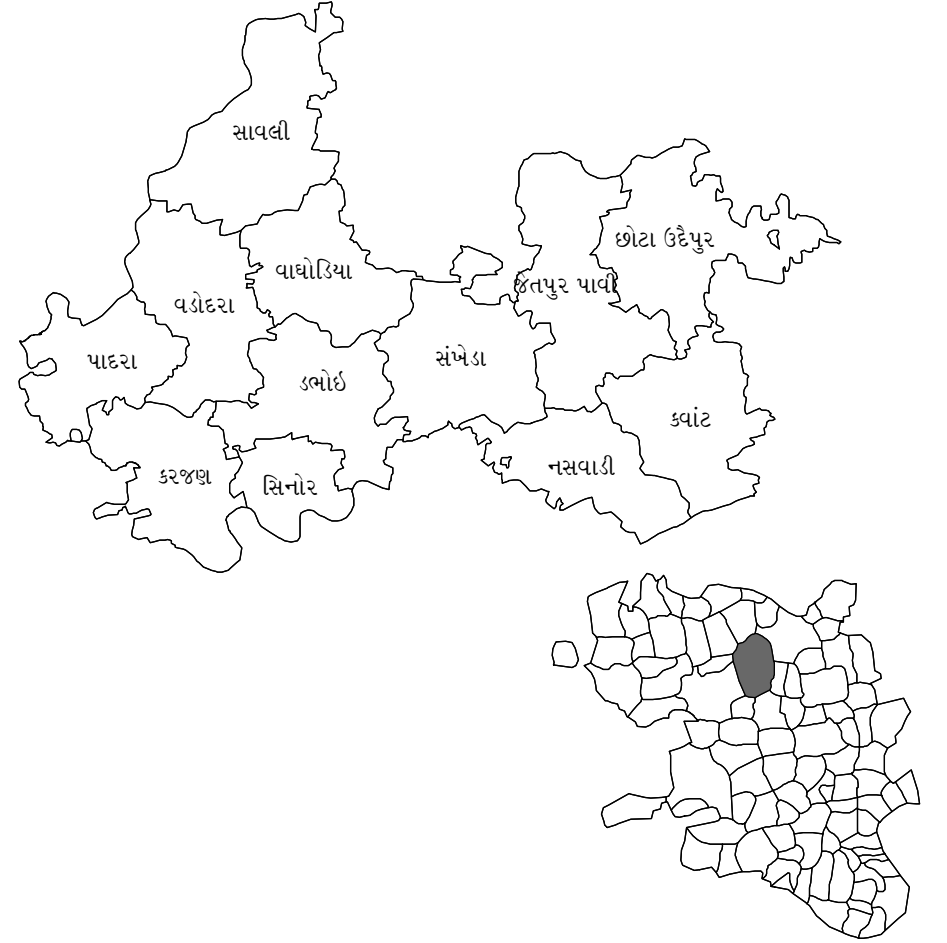 સાવલી
છોટા ઉદૈપુર
વાઘોડિયા
જેતપુર પાવી
વડોદરા
પાદરા
સંખેડા
ડભોઇ
કવાંટ
નસવાડી
કરજણ
સિનોર